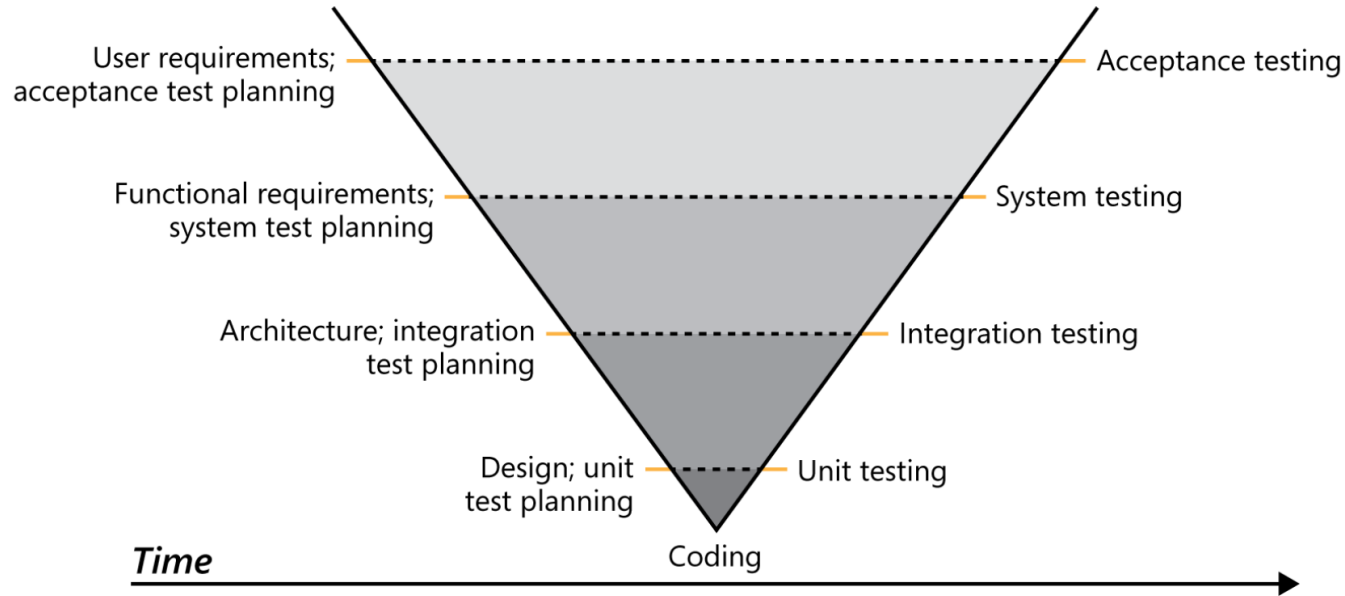 User requirements;
acceptance test planning
Acceptance testing
Functional requirements;
system test planning
System testing
Architecture; integration
test planning
Integration testing
Design; unit
test planning
Unit testing
Coding
Time